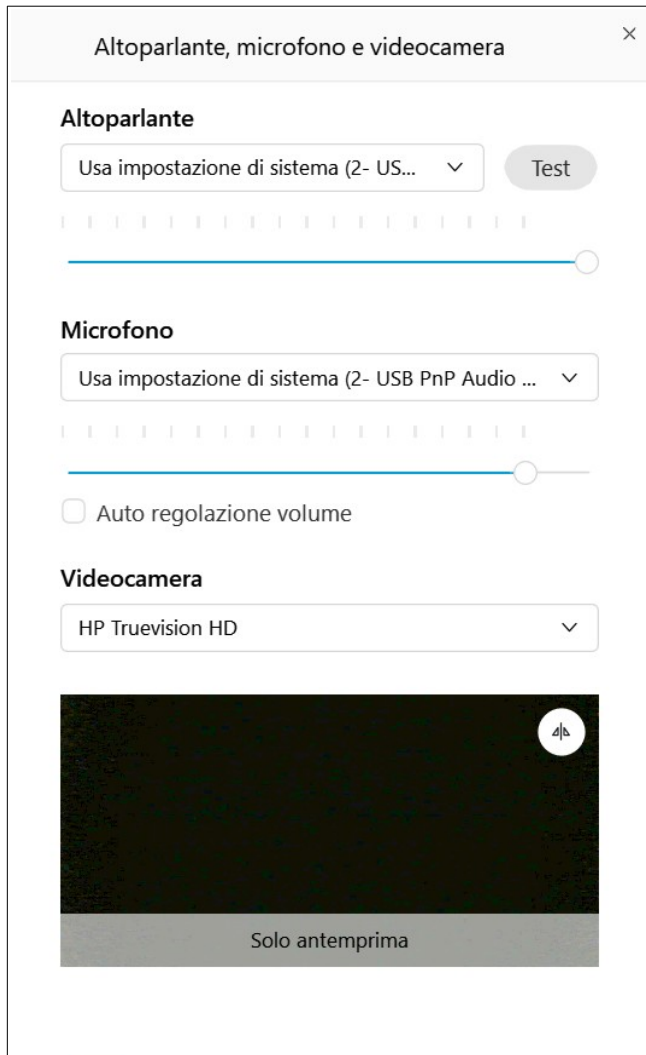 Altoparlante, microfono e videocamera
Altoparlante
Usa impostazione di sistema (2- US...
Test
Microfono
Usa impostazione di sistema (2- USB PnP Audio ...
Auto regolazione volume
Videocamera
HP Truevision HD
Solo antemprima